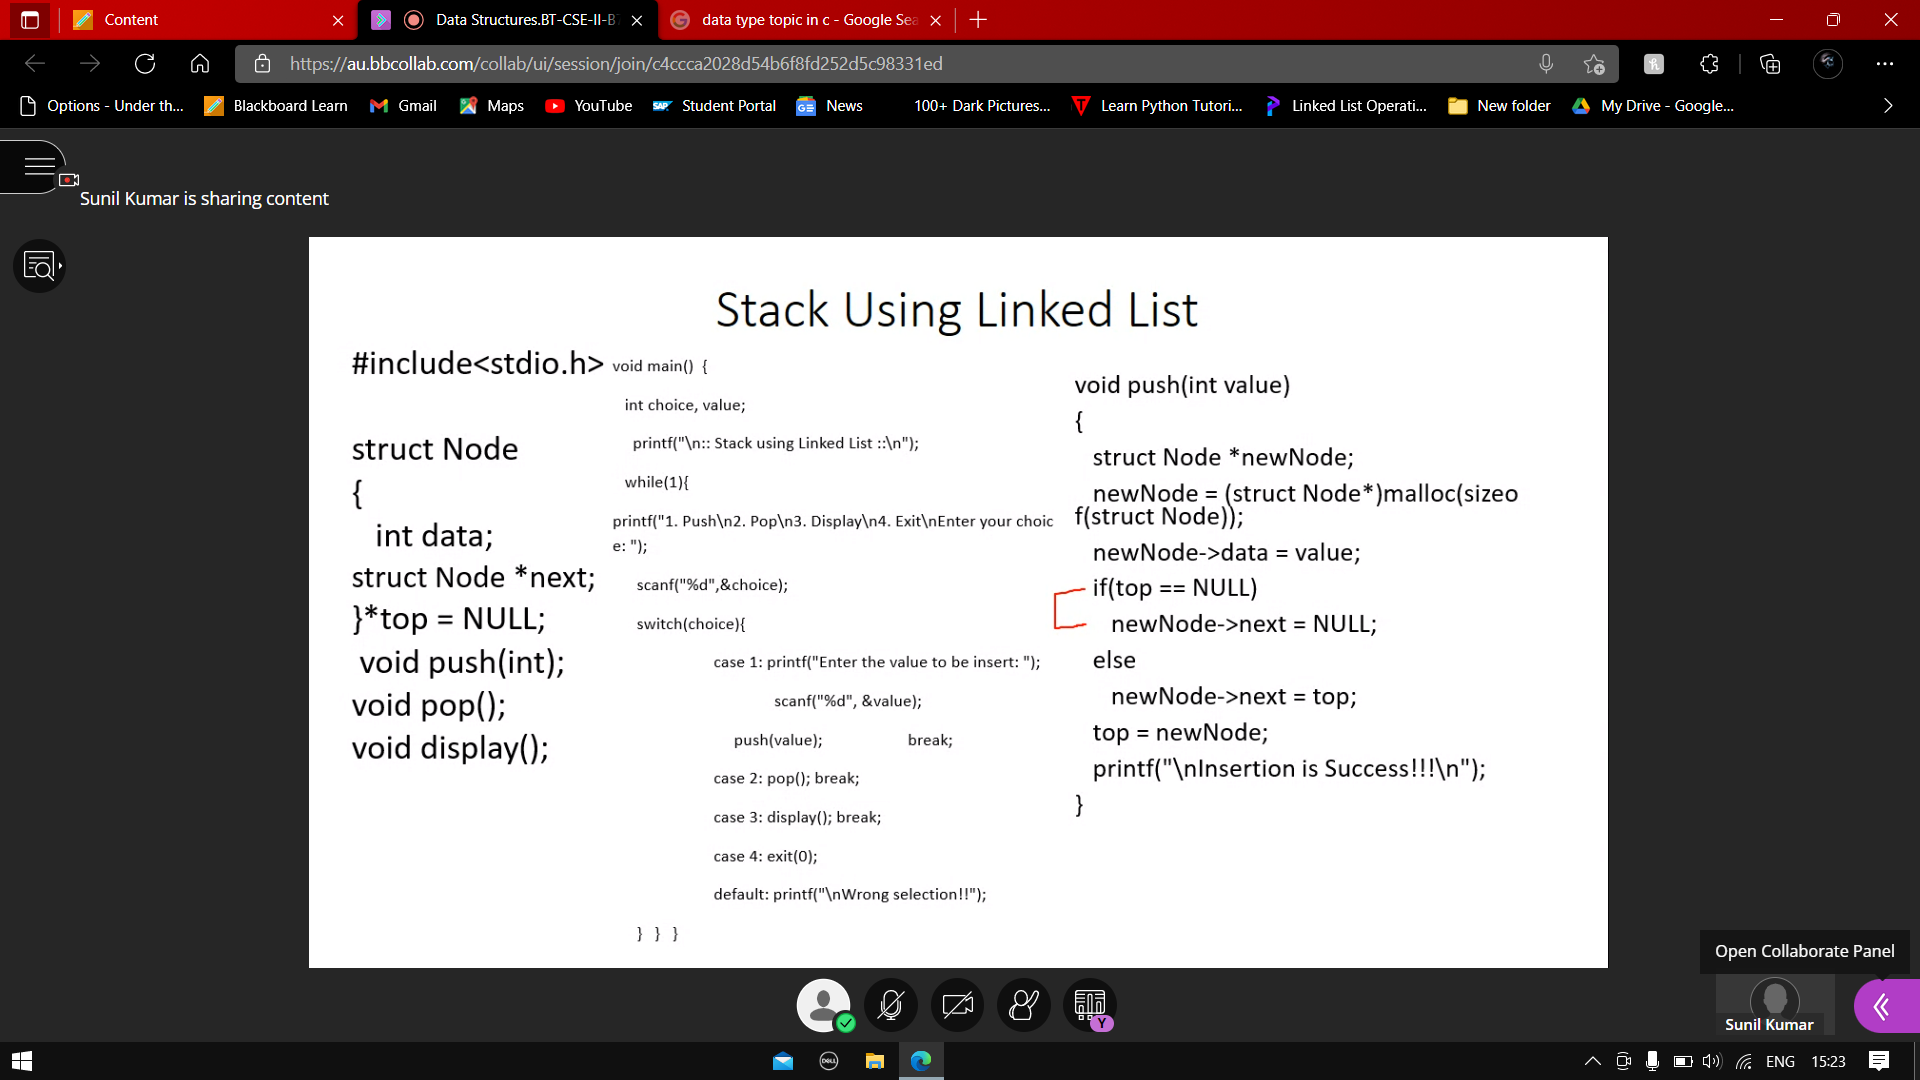 Content
Data Structures.BT-CSE-II-B
data type topic in c - Google Sea
https://au.bbcollab.com/collab/ui/session/join/c4ccca2028d54b6f8fd252d5c98331ed
Options - Under th...
Blackboard Learn
Gmail
Maps
YouTube
Student Portal
News
100+ Dark Pictures...
Learn Python Tutori...
Linked List Operati...
New folder
My Drive - Google...
Sunil Kumar is sharing content
Stack Using Linked List
#include<stdio.h>
struct Node
{
int data;
struct Node *next;
}*top = NULL;
void push(int);
void pop();
void display();
void main() {
int choice, value;
printf("\n:: Stack using Linked List ::\n");
while(1){
printf("1. Push\n2. Pop\n3. Display\n4. Exit\nEnter your choic
e: ");
scanf("%d",&choice);
switch(choice){
case 1: printf("Enter the value to be insert: ");
scanf("%d", &value);
push(value); break;
case 2: pop(); break;
case 3: display(); break;
case 4: exit(0);
default: printf("\nWrong selection!!");
} } }
void push(int value)
{
struct Node *newNode;
newNode = (struct Node*)malloc(sizeo
f(struct Node));
newNode->data = value;
if(top == NULL)
newNode->next = NULL;
else
newNode->next = top;
top = newNode;
printf("\nInsertion is Success!!!\n");
}
Open Collaborate Panel
Sunil Kumar
Y
DELL
ENG
15:23